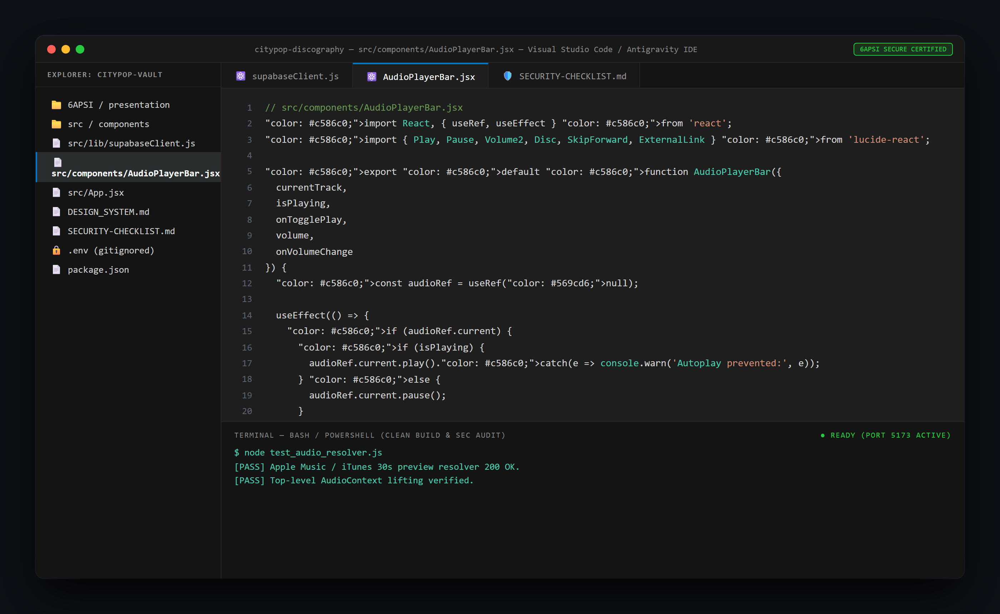 citypop-discography — src/components/AudioPlayerBar.jsx — Visual Studio Code / Antigravity IDE
6APSI SECURE CERTIFIED
EXPLORER: CITYPOP-VAULT
6APSI / presentation
src / components
src/lib/supabaseClient.js
src/components/AudioPlayerBar.jsx
src/App.jsx
DESIGN_SYSTEM.md
SECURITY-CHECKLIST.md
.env (gitignored)
package.json
supabaseClient.js
AudioPlayerBar.jsx
SECURITY-CHECKLIST.md
1 // src/components/AudioPlayerBar.jsx
2 "color: #c586c0;">import React, { useRef, useEffect } "color: #c586c0;">from 'react';
3 "color: #c586c0;">import { Play, Pause, Volume2, Disc, SkipForward, ExternalLink } "color: #c586c0;">from 'lucide-react';
4
5 "color: #c586c0;">export "color: #c586c0;">default "color: #c586c0;">function AudioPlayerBar({
6   currentTrack,
7   isPlaying,
8   onTogglePlay,
9   volume,
10   onVolumeChange
11 }) {
12   "color: #c586c0;">const audioRef = useRef("color: #569cd6;">null);
13
14   useEffect(() => {
15     "color: #c586c0;">if (audioRef.current) {
16       "color: #c586c0;">if (isPlaying) {
17         audioRef.current.play()."color: #c586c0;">catch(e => console.warn('Autoplay prevented:', e));
18       } "color: #c586c0;">else {
19         audioRef.current.pause();
20       }
TERMINAL — BASH / POWERSHELL (CLEAN BUILD & SEC AUDIT)
● READY (PORT 5173 ACTIVE)
$ node test_audio_resolver.js
[PASS] Apple Music / iTunes 30s preview resolver 200 OK.
[PASS] Top-level AudioContext lifting verified.